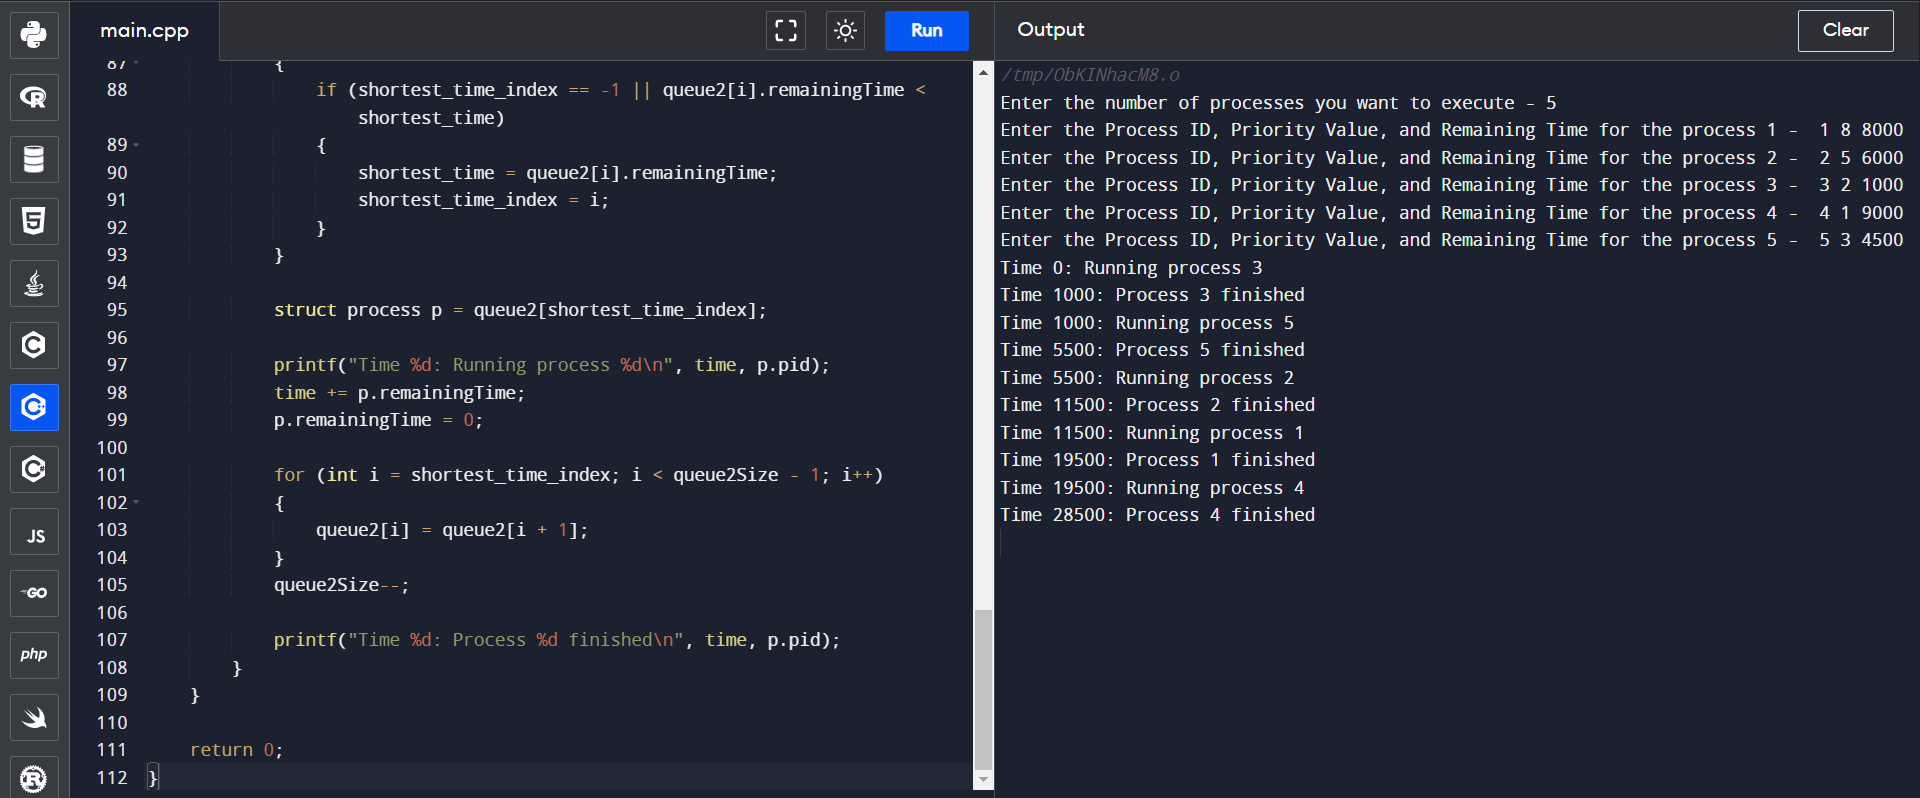 main.cpp
Run
Output
Clear
JS
GO
php
87 {
88 if (shortest_time_index == -1 || queue2[i].remainingTime <
shortest_time)
89 {
90 shortest_time = queue2[i].remainingTime;
91 shortest_time_index = i;
92 }
93 }
94
95 struct process p = queue2[shortest_time_index];
96
97 printf("Time %d: Running process %d\n", time, p.pid);
98 time += p.remainingTime;
99 p.remainingTime = 0;
100
101 for (int i = shortest_time_index; i < queue2Size - 1; i++)
102 {
103 queue2[i] = queue2[i + 1];
104 }
105 queue2Size--;
106
107 printf("Time %d: Process %d finished\n", time, p.pid);
108 }
109 }
110
111 return 0;
112 }
/tmp/ObKINhacM8.o
Enter the number of processes you want to execute - 5
Enter the Process ID, Priority Value, and Remaining Time for the process 1 - 1 8 8000
Enter the Process ID, Priority Value, and Remaining Time for the process 2 - 2 5 6000
Enter the Process ID, Priority Value, and Remaining Time for the process 3 - 3 2 1000
Enter the Process ID, Priority Value, and Remaining Time for the process 4 - 4 1 9000
Enter the Process ID, Priority Value, and Remaining Time for the process 5 - 5 3 4500
Time 0: Running process 3
Time 1000: Process 3 finished
Time 1000: Running process 5
Time 5500: Process 5 finished
Time 5500: Running process 2
Time 11500: Process 2 finished
Time 11500: Running process 1
Time 19500: Process 1 finished
Time 19500: Running process 4
Time 28500: Process 4 finished